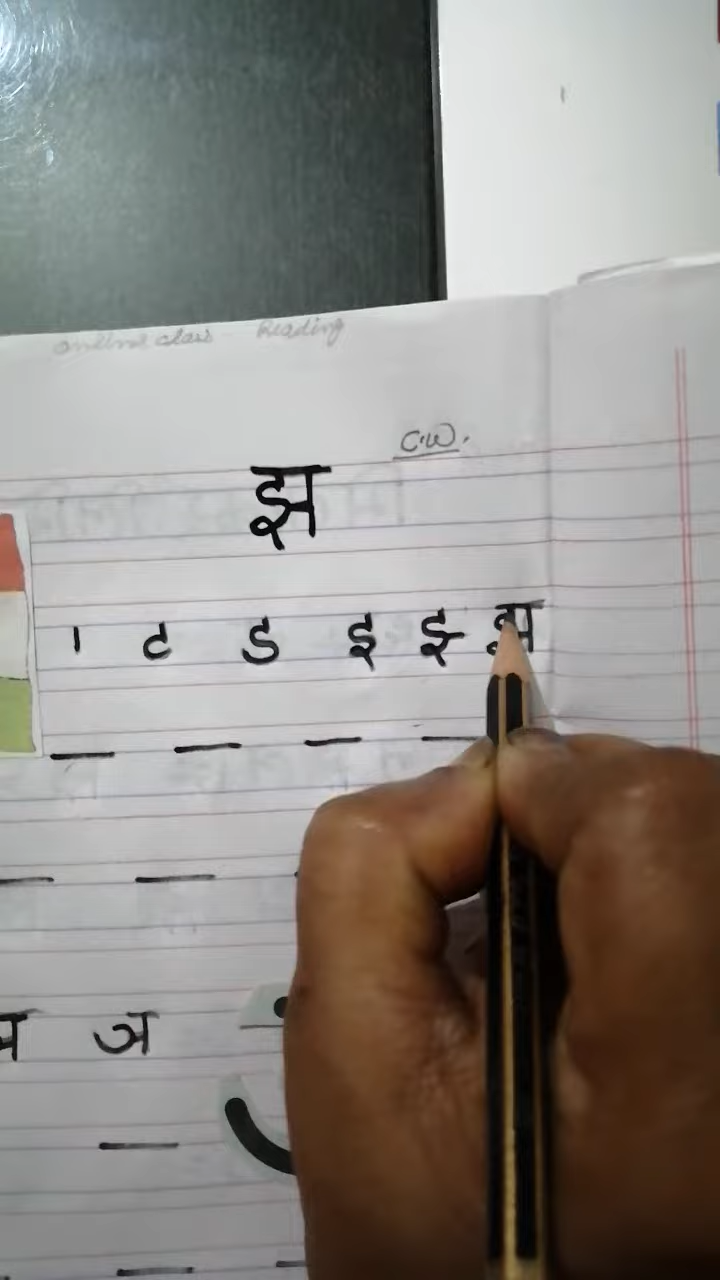 online class Reading
C.W.
झ
। ट ड इ इ- झ
ञ